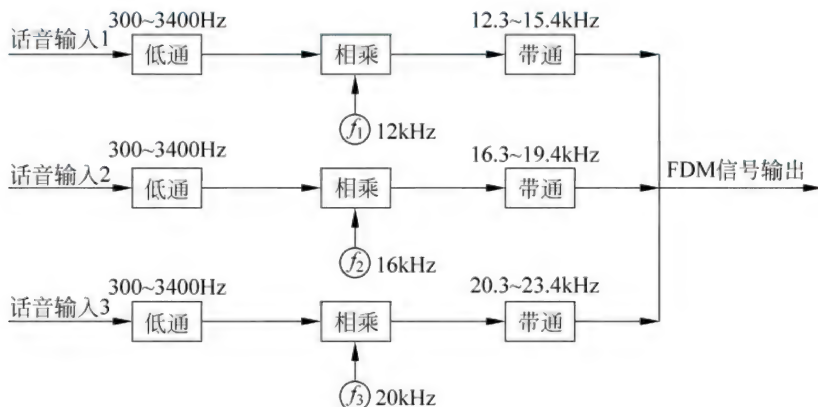 300~3400Hz
12.3~15.4kHz
话音输入1
低通
相乘
带通
f₁ 12kHz
300~3400Hz
16.3~19.4kHz
FDM信号输出
话音输入2
低通
相乘
带通
f₂ 16kHz
300~3400Hz
20.3~23.4kHz
话音输入3
低通
相乘
带通
f₃ 20kHz